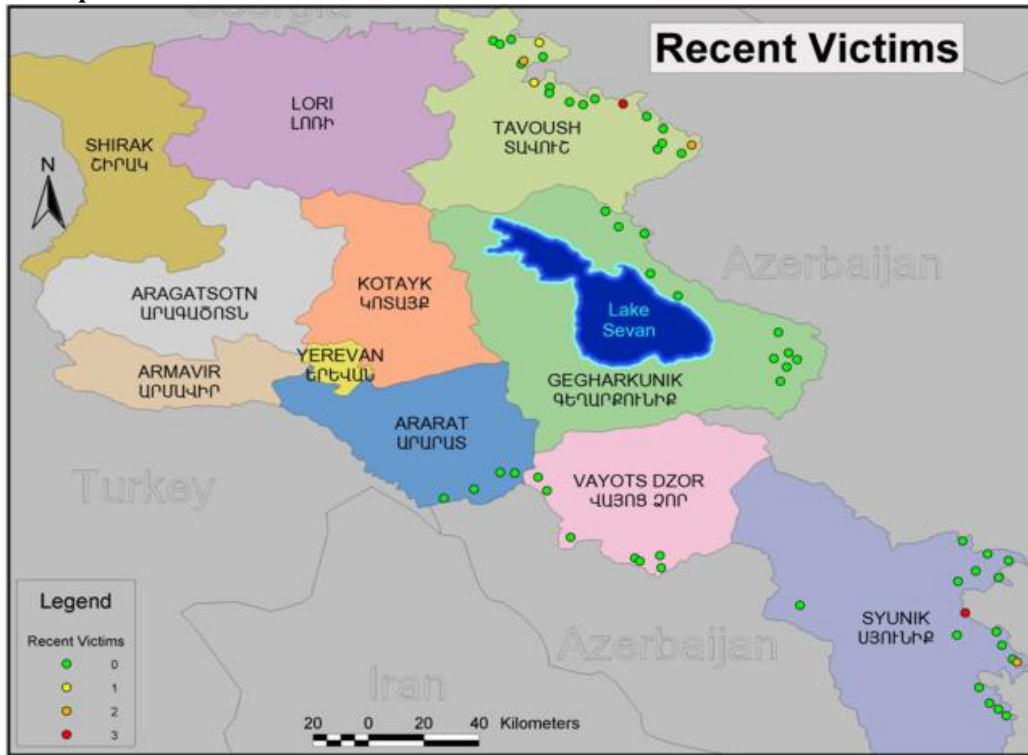 Georgia
Recent Victims
LORI
ԼՈՌԻ
TAVOUSH
ՏԱՎՈՒՇ
SHIRAK
ՇԻՐԱԿ
N
Azerbaijan
ARAGATSOTN
ԱՐԱԳԱԾՈՏՆ
KOTAYK
ԿՈՏԱՅՔ
Lake
Sevan
YEREVAN
ԵՐԵՎԱՆ
ARMAVIR
ԱՐՄԱՎԻՐ
GEGHARKUNIK
ԳԵՂԱՐՔՈՒՆԻՔ
ARARAT
ԱՐԱՐԱՏ
Turkey
VAYOTS DZOR
ՎԱՅՈՑ ՁՈՐ
SYUNIK
ՍՅՈՒՆԻՔ
Azerbaijan
Iran
Legend
Recent Victims
0
1
2
3
20 0 20 40 Kilometers